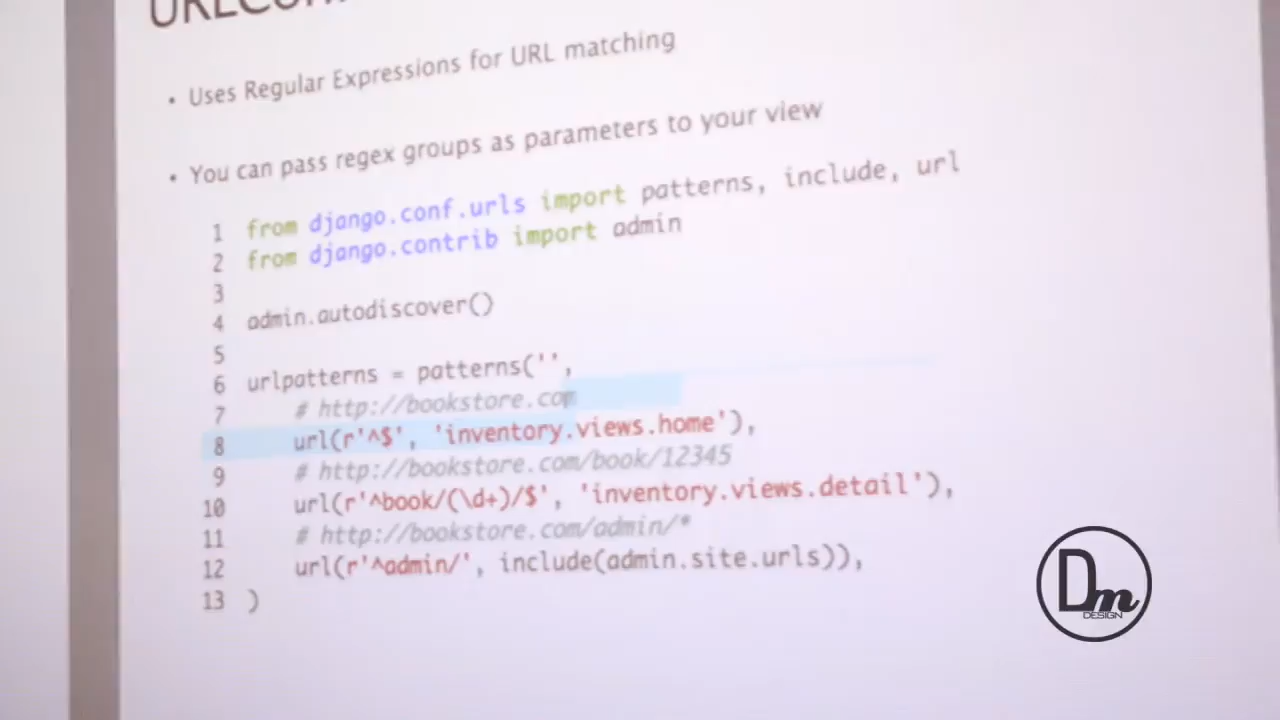 URLConf
• Uses Regular Expressions for URL matching
• You can pass regex groups as parameters to your view
1 from django.conf.urls import patterns, include, url
2 from django.contrib import admin
3
4 admin.autodiscover()
5
6 urlpatterns = patterns('',
7 # http://bookstore.com
8 url(r'^$', 'inventory.views.home'),
9 # http://bookstore.com/book/12345
10 url(r'^book/(\d+)/$', 'inventory.views.detail'),
11 # http://bookstore.com/admin/*
12 url(r'^admin/', include(admin.site.urls)),
13 )
Dm
DESIGN